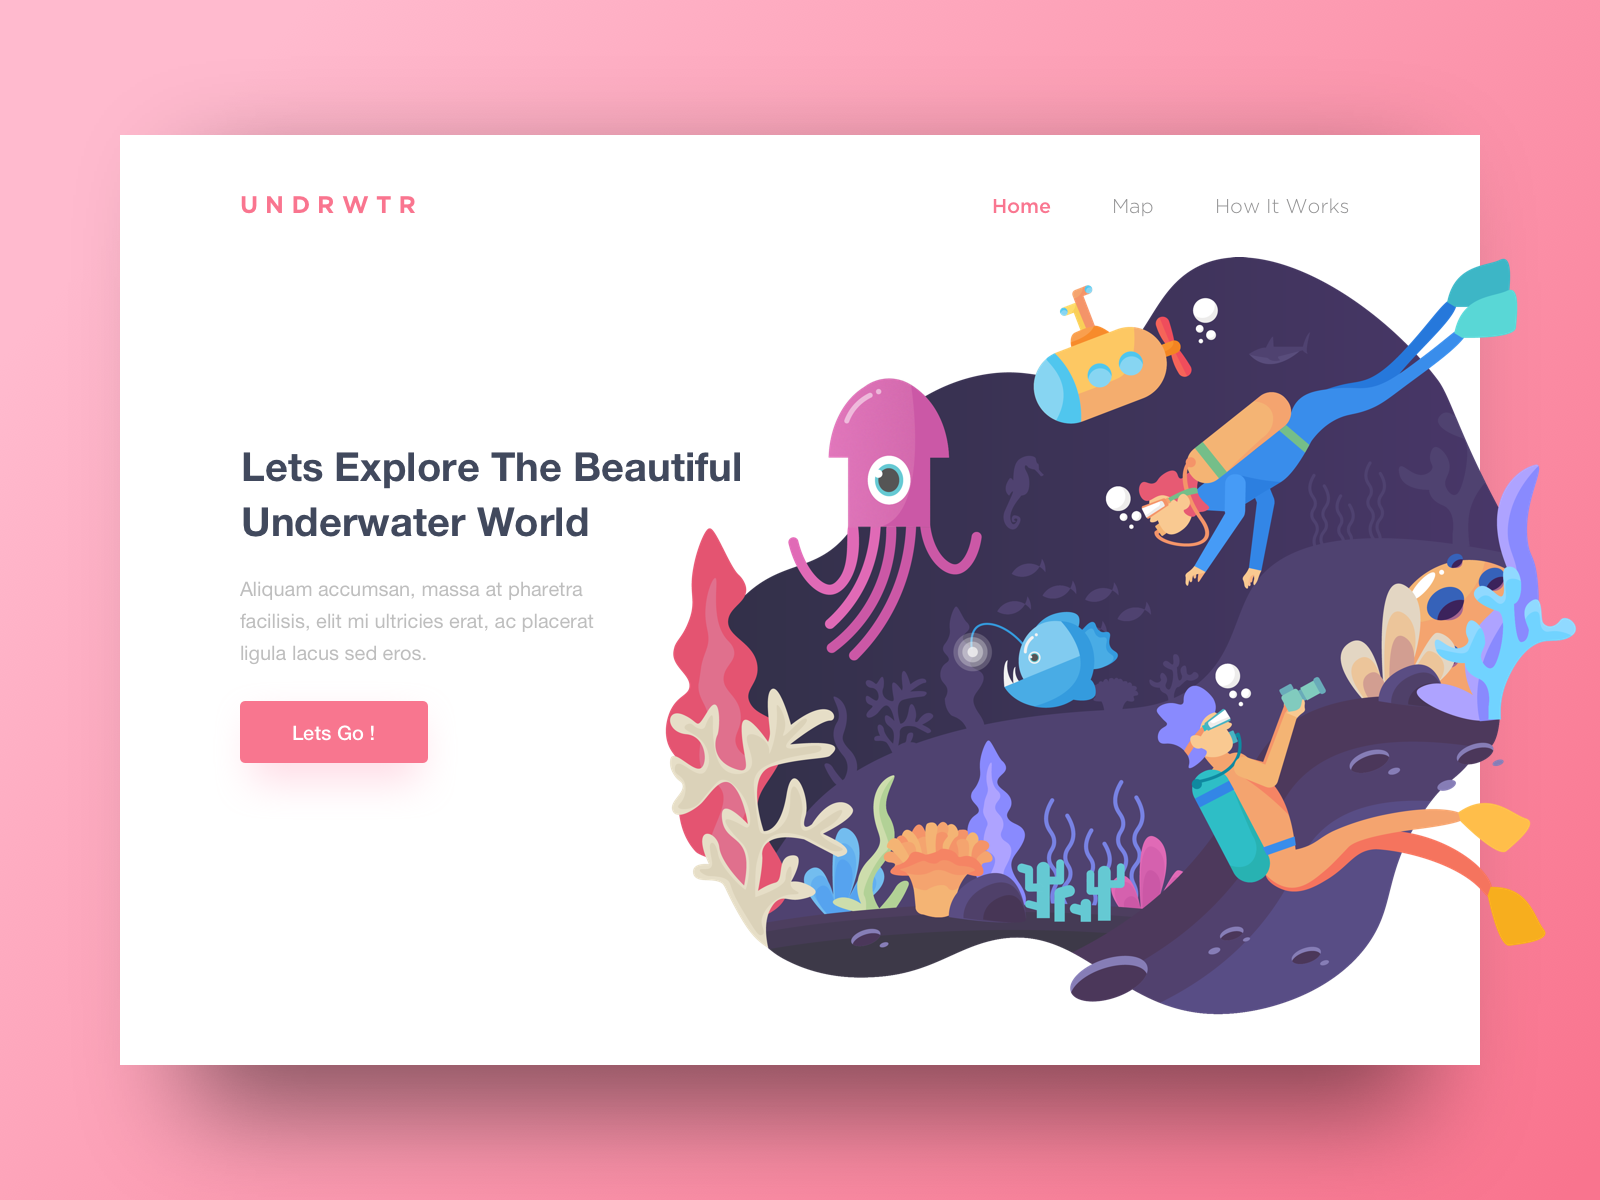 UNDRWTR
Home Map How It Works
Lets Explore The Beautiful
Underwater World
Aliquam accumsan, massa at pharetra
facilisis, elit mi ultricies erat, ac placerat
ligula lacus sed eros.
Lets Go !